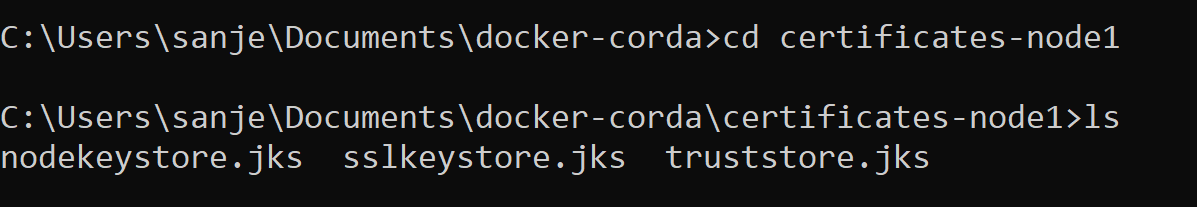 C:\Users\sanje\Documents\docker-corda>cd certificates-node1
C:\Users\sanje\Documents\docker-corda\certificates-node1>ls
nodekeystore.jks  sslkeystore.jks  truststore.jks